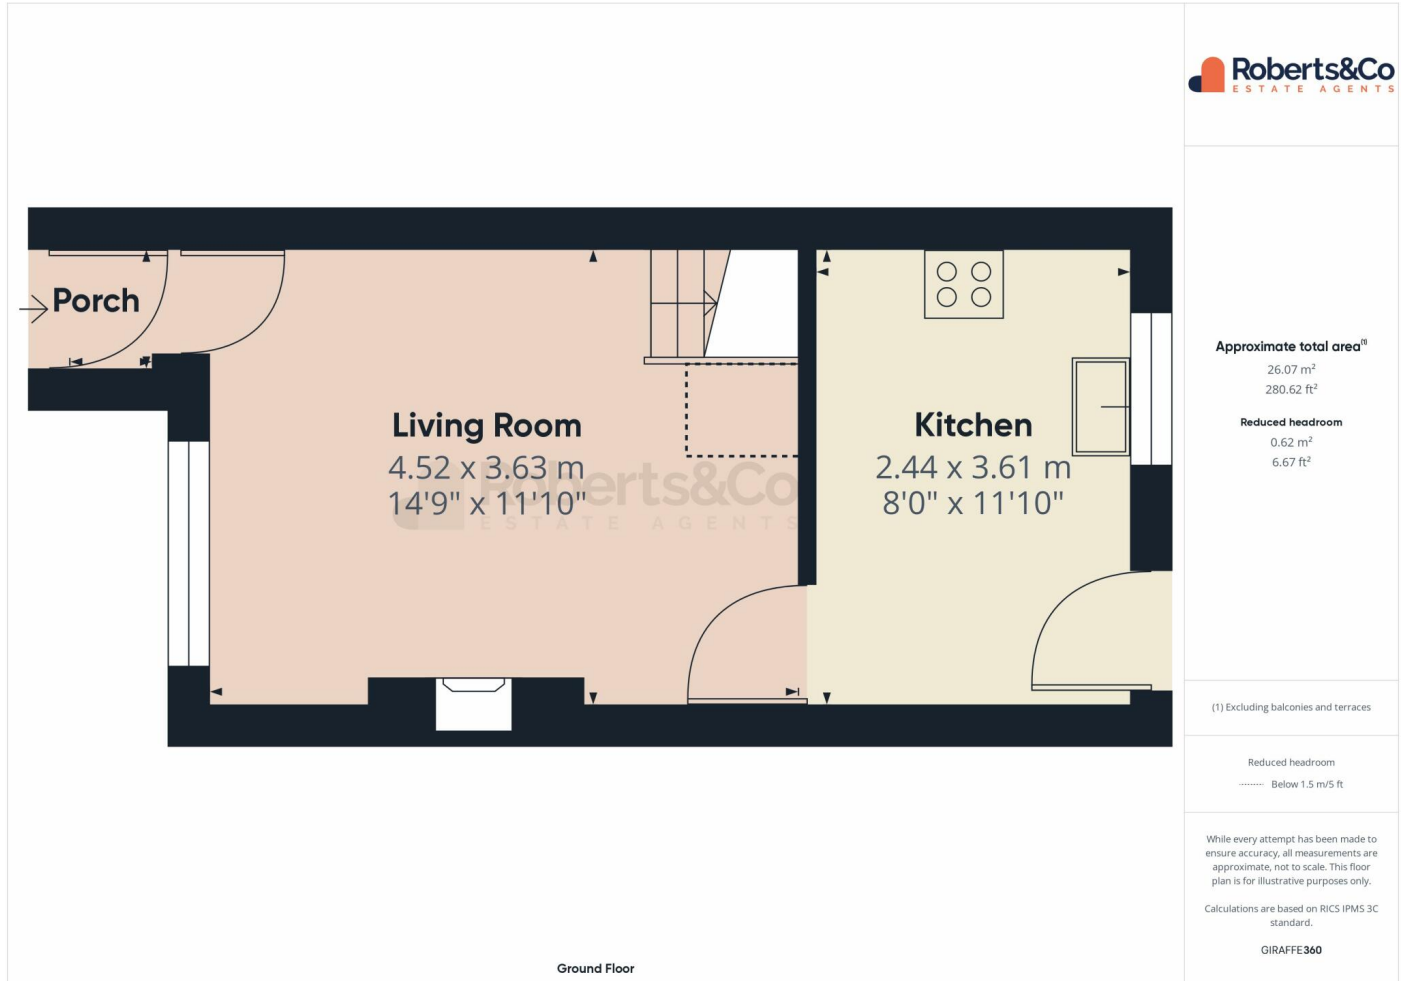 Roberts&Co
ESTATE AGENTS
Porch
Living Room
4.52 x 3.63 m
14'9" x 11'10"
Roberts&Co
ESTATE AGENTS
Kitchen
2.44 x 3.61 m
8'0" x 11'10"
Approximate total area⁽¹⁾
26.07 m²
280.62 ft²
Reduced headroom
0.62 m²
6.67 ft²
(1) Excluding balconies and terraces
Reduced headroom
Below 1.5 m/5 ft
While every attempt has been made to
ensure accuracy, all measurements are
approximate, not to scale. This floor
plan is for illustrative purposes only.
Calculations are based on RICS IPMS 3C
standard.
GIRAFFE360
Ground Floor